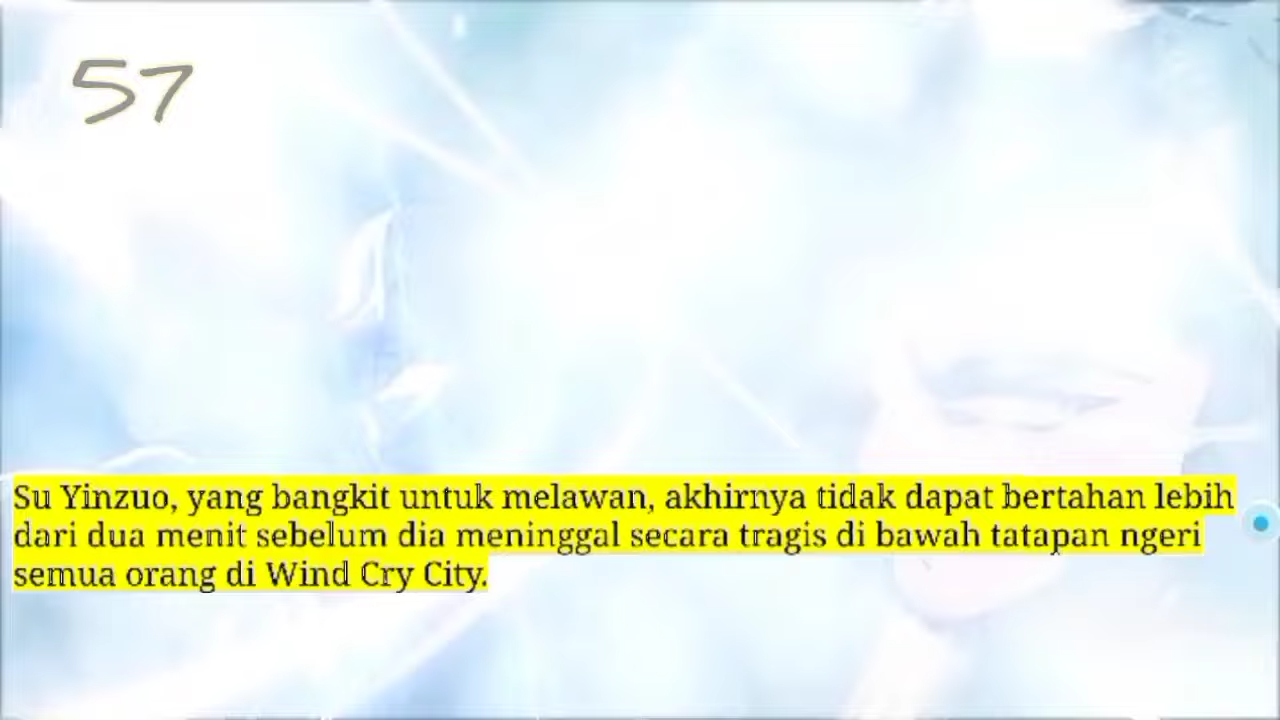 57
Su Yinzuo, yang bangkit untuk melawan, akhirnya tidak dapat bertahan lebih
dari dua menit sebelum dia meninggal secara tragis di bawah tatapan ngeri
semua orang di Wind Cry City.